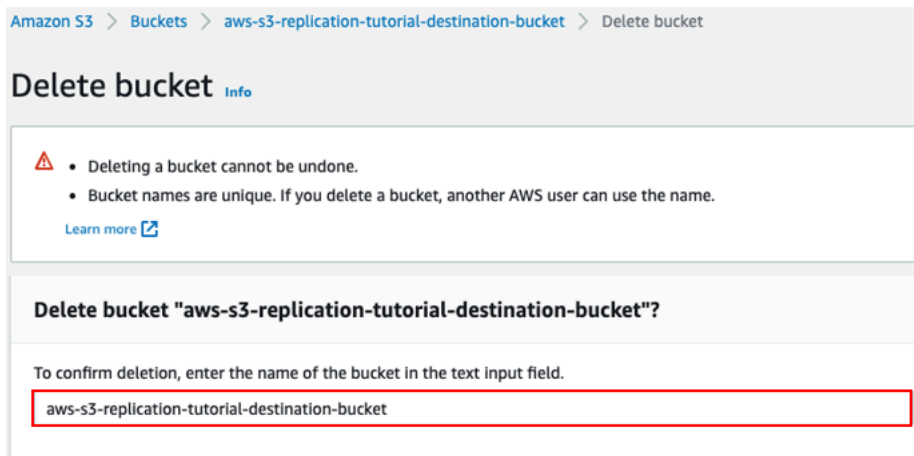 Amazon S3 > Buckets > aws-s3-replication-tutorial-destination-bucket > Delete bucket
Delete bucket Info
• Deleting a bucket cannot be undone.
• Bucket names are unique. If you delete a bucket, another AWS user can use the name.
Learn more
Delete bucket "aws-s3-replication-tutorial-destination-bucket"?
To confirm deletion, enter the name of the bucket in the text input field.
aws-s3-replication-tutorial-destination-bucket